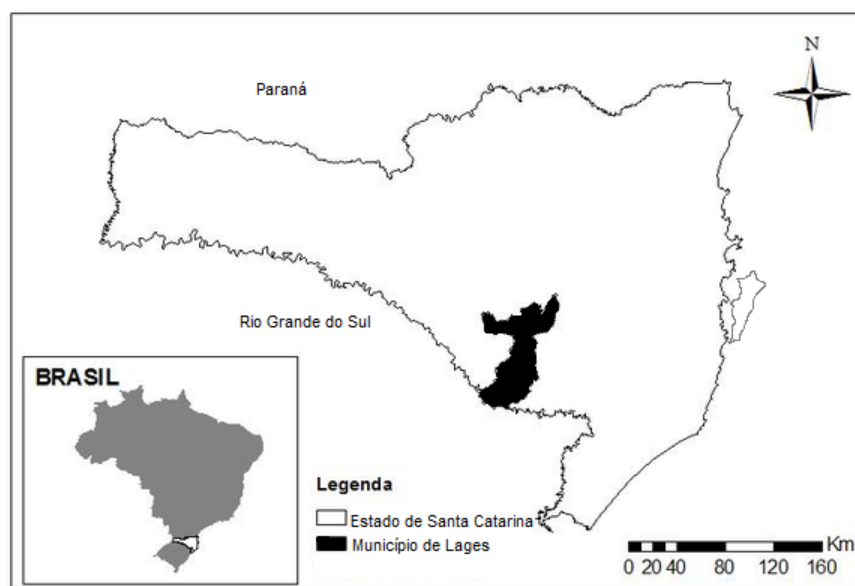 N
Paraná
Rio Grande do Sul
BRASIL
Legenda
Estado de Santa Catarina
Município de Lages
Km
0 20 40 80 120 160